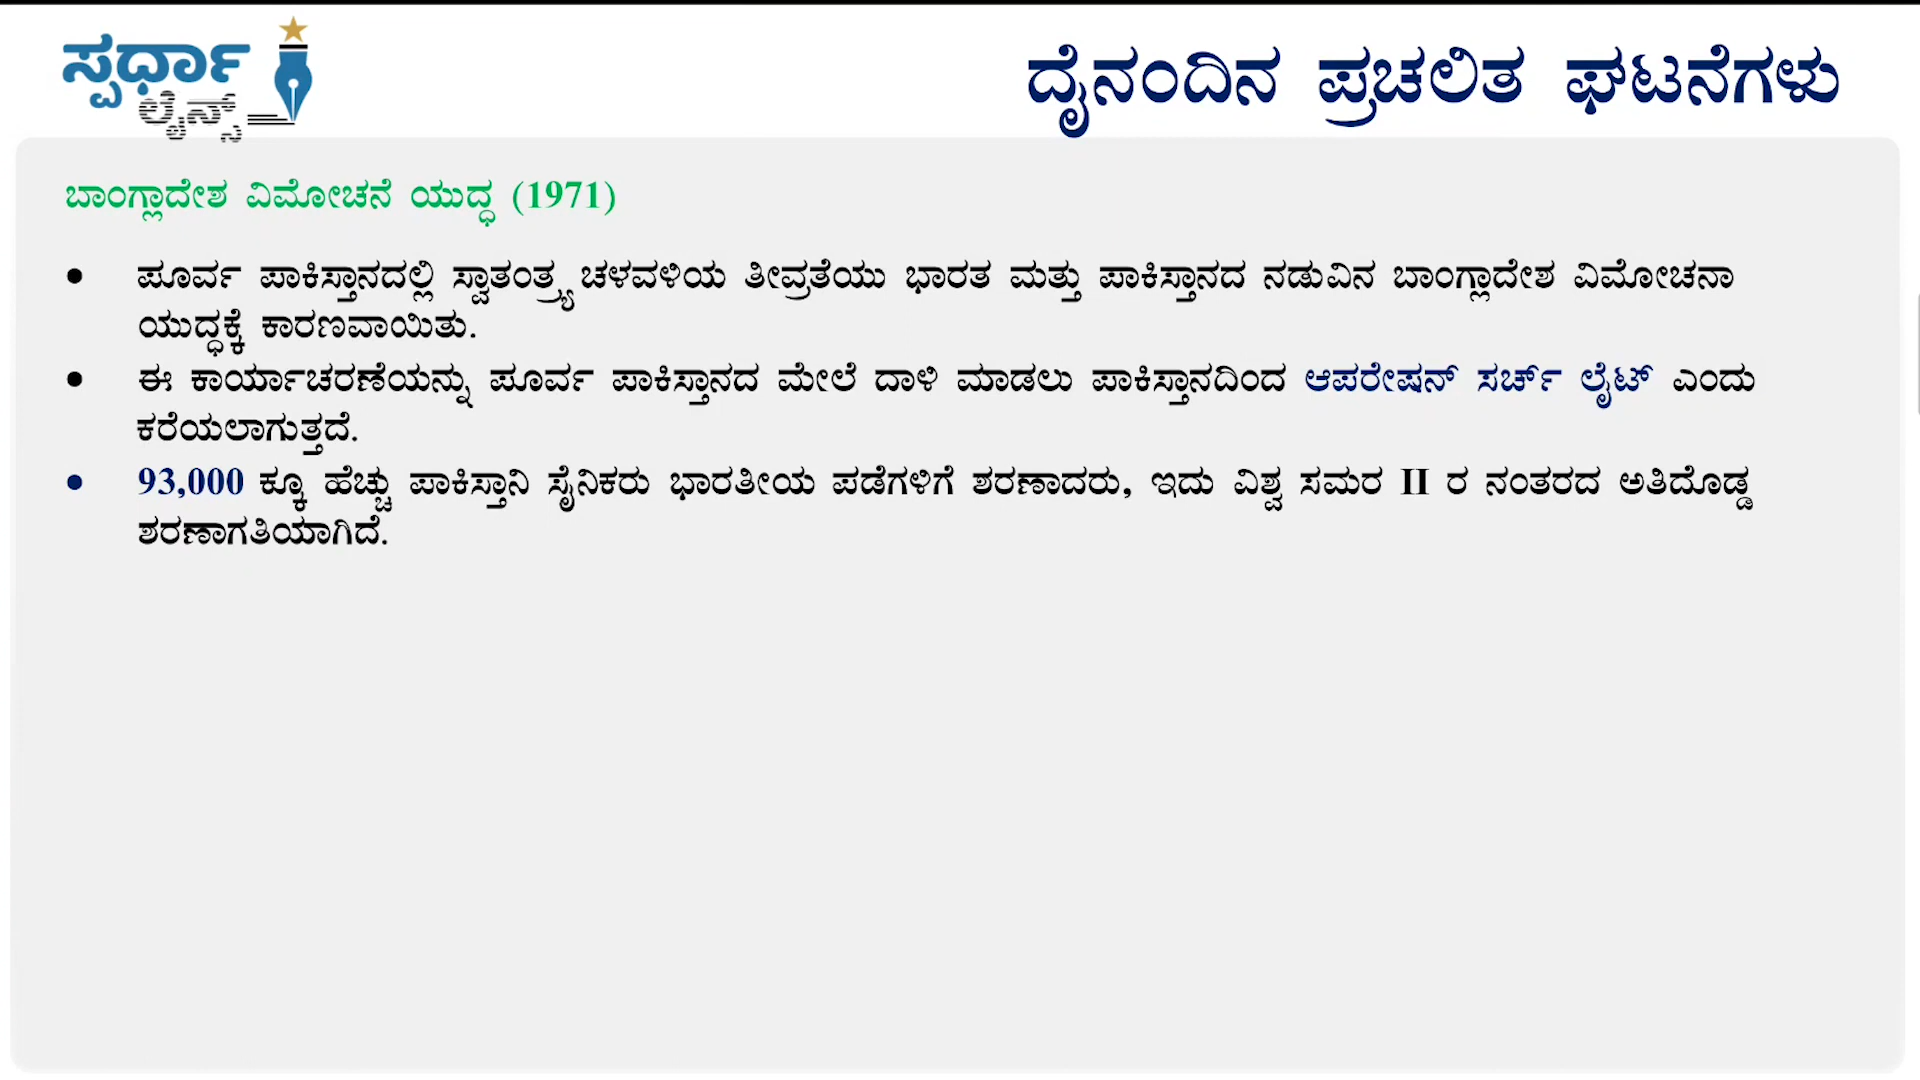 ಸ್ಪರ್ಧಾ
ಲೈನ್ಸ್
ದೈನಂದಿನ ಪ್ರಚಲಿತ ಘಟನೆಗಳು
ಬಾಂಗ್ಲಾದೇಶ ವಿಮೋಚನೆ ಯುದ್ಧ (1971)
• ಪೂರ್ವ ಪಾಕಿಸ್ತಾನದಲ್ಲಿ ಸ್ವಾತಂತ್ರ್ಯ ಚಳವಳಿಯ ತೀವ್ರತೆಯು ಭಾರತ ಮತ್ತು ಪಾಕಿಸ್ತಾನದ ನಡುವಿನ ಬಾಂಗ್ಲಾದೇಶ ವಿಮೋಚನಾ
ಯುದ್ಧಕ್ಕೆ ಕಾರಣವಾಯಿತು.
• ಈ ಕಾರ್ಯಾಚರಣೆಯನ್ನು ಪೂರ್ವ ಪಾಕಿಸ್ತಾನದ ಮೇಲೆ ದಾಳಿ ಮಾಡಲು ಪಾಕಿಸ್ತಾನದಿಂದ ಆಪರೇಷನ್ ಸರ್ಚ್ ಲೈಟ್ ಎಂದು
ಕರೆಯಲಾಗುತ್ತದೆ.
• 93,000 ಕ್ಕೂ ಹೆಚ್ಚು ಪಾಕಿಸ್ತಾನಿ ಸೈನಿಕರು ಭಾರತೀಯ ಪಡೆಗಳಿಗೆ ಶರಣಾದರು, ಇದು ವಿಶ್ವ ಸಮರ II ರ ನಂತರದ ಅತಿದೊಡ್ಡ
ಶರಣಾಗತಿಯಾಗಿದೆ.